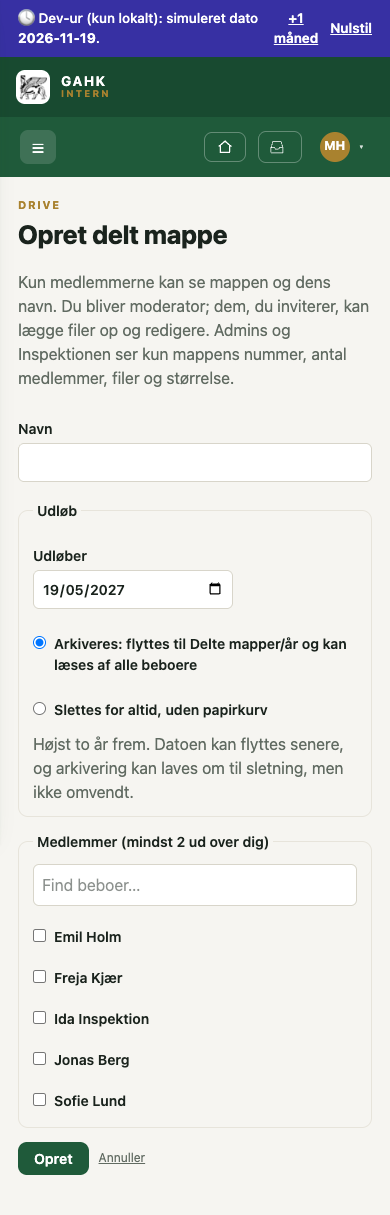 Dev-ur (kun lokalt): simuleret dato 2026-11-19.
+1 måned
Nulstil
GAHK
INTERN
MH
DRIVE
Opret delt mappe
Kun medlemmerne kan se mappen og dens
navn. Du bliver moderator; dem, du inviterer, kan
lægge filer op og redigere. Admins og
Inspektionen ser kun mappens nummer, antal
medlemmer, filer og størrelse.
Navn
Udløb
Udløber
19/05/2027
Arkiveres: flyttes til Delte mapper/år og kan
læses af alle beboere
Slettes for altid, uden papirkurv
Højst to år frem. Datoen kan flyttes senere,
og arkivering kan laves om til sletning, men
ikke omvendt.
Medlemmer (mindst 2 ud over dig)
Find beboer...
Emil Holm
Freja Kjær
Ida Inspektion
Jonas Berg
Sofie Lund
Opret
Annuller